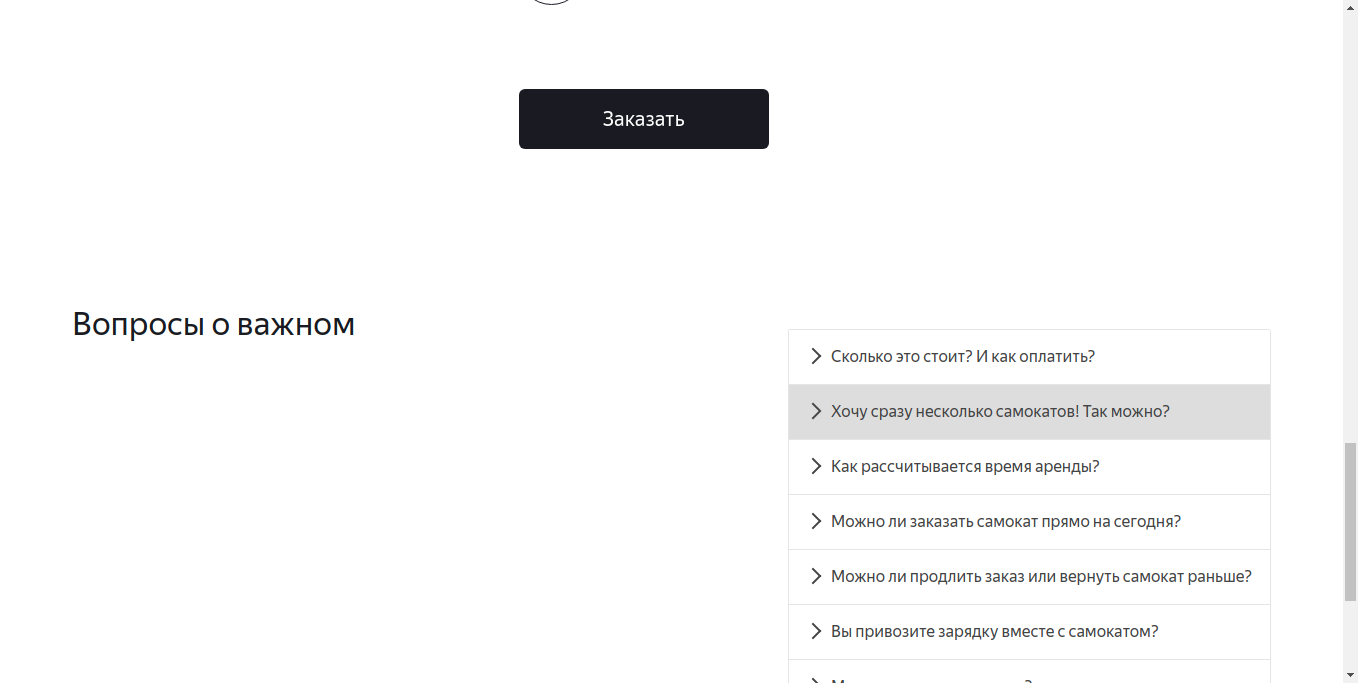 Заказать
Вопросы о важном
Сколько это стоит? И как оплатить?
Хочу сразу несколько самокатов! Так можно?
Как рассчитывается время аренды?
Можно ли заказать самокат прямо на сегодня?
Можно ли продлить заказ или вернуть самокат раньше?
Вы привозите зарядку вместе с самокатом?